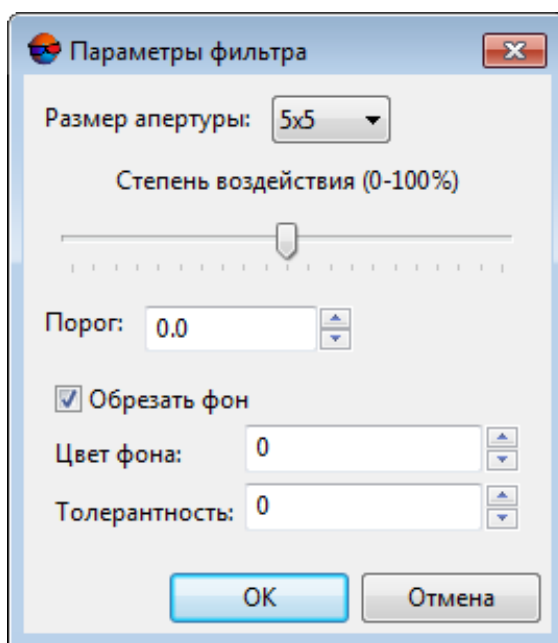 Параметры фильтра
Размер апертуры: 5x5
Степень воздействия (0-100%)
Порог: 0.0
Обрезать фон
Цвет фона: 0
Толерантность: 0
OK Отмена